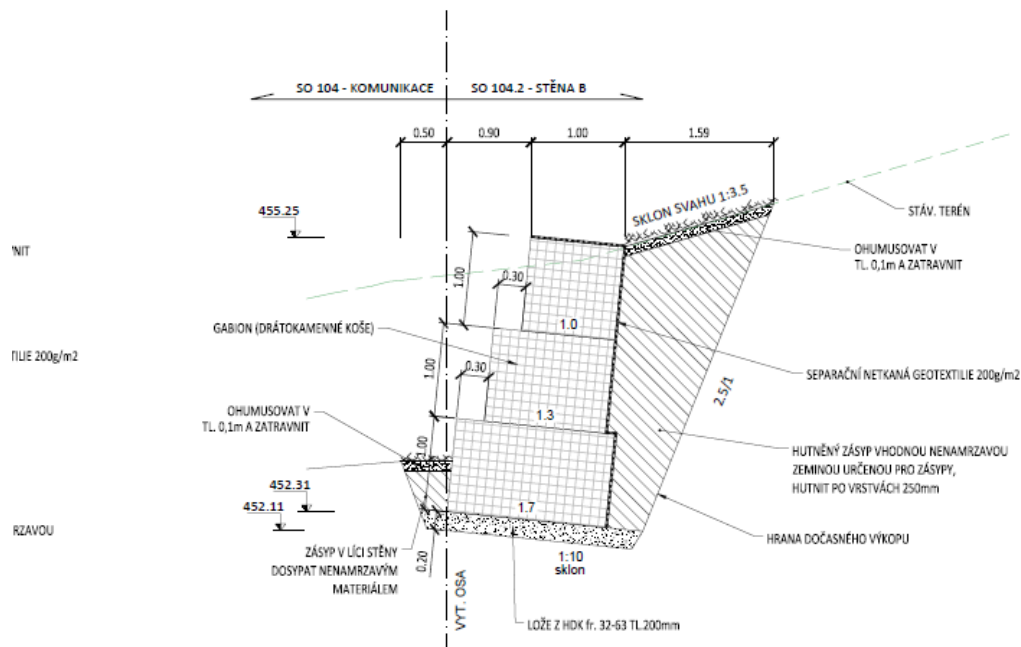 SO 104 - KOMUNIKACE
SO 104.2 - STĚNA B
0.50
0.90
1.00
1.59
SKLON SVAHU 1:3.5
STÁV. TERÉN
455.25
VNIT
OHUMUSOVAT V
TL. 0,1m A ZATRAVNIT
1.00
0.30
GABION (DRÁTOKAMENNÉ KOŠE)
1.0
TILIE 200g/m2
1.00
0.30
SEPARAČNÍ NETKANÁ GEOTEXTILIE 200g/m2
2.5/1
OHUMUSOVAT V
TL. 0,1m A ZATRAVNIT
1.3
1.00
HUTNĚNÝ ZÁSYP VHODNOU NENAMRZAVOU
ZEMINOU URČENOU PRO ZÁSYPY,
HUTNIT PO VRSTVÁCH 250mm
452.31
452.11
1.7
RZAVOU
HRANA DOČASNÉHO VÝKOPU
ZÁSYP V LÍCI STĚNY
DOSYPAT NENAMRZAVÝM
MATERIÁLEM
0.20
1:10
sklon
VYT. OSA
LOŽE Z HDK fr. 32-63 TL.200mm